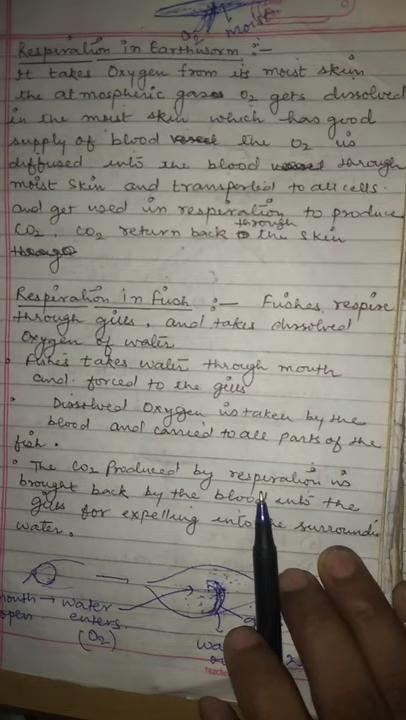 O2 moist
Respiration in Earthworm :-
It takes Oxygen from its moist skin
the atmospheric gases O2 gets dissolved
in the moist skin which has good
supply of blood the O2 is
diffused into the blood through
moist skin and transported to all cells.
and get used in respiration to produce
CO2, CO2 return back through the skin
Respiration in fish :- Fishes respire
through gills, and takes dissolved
Oxygen of water
• Fishes takes water through mouth
and forced to the gills
• Dissolved Oxygen is taken by the
blood and carried to all parts of the
fish.
• The CO2 Produced by respiration is
brought back by the blood into the
gills for expelling into the surroundi
water.
mouth → water
open enters.
(O2)